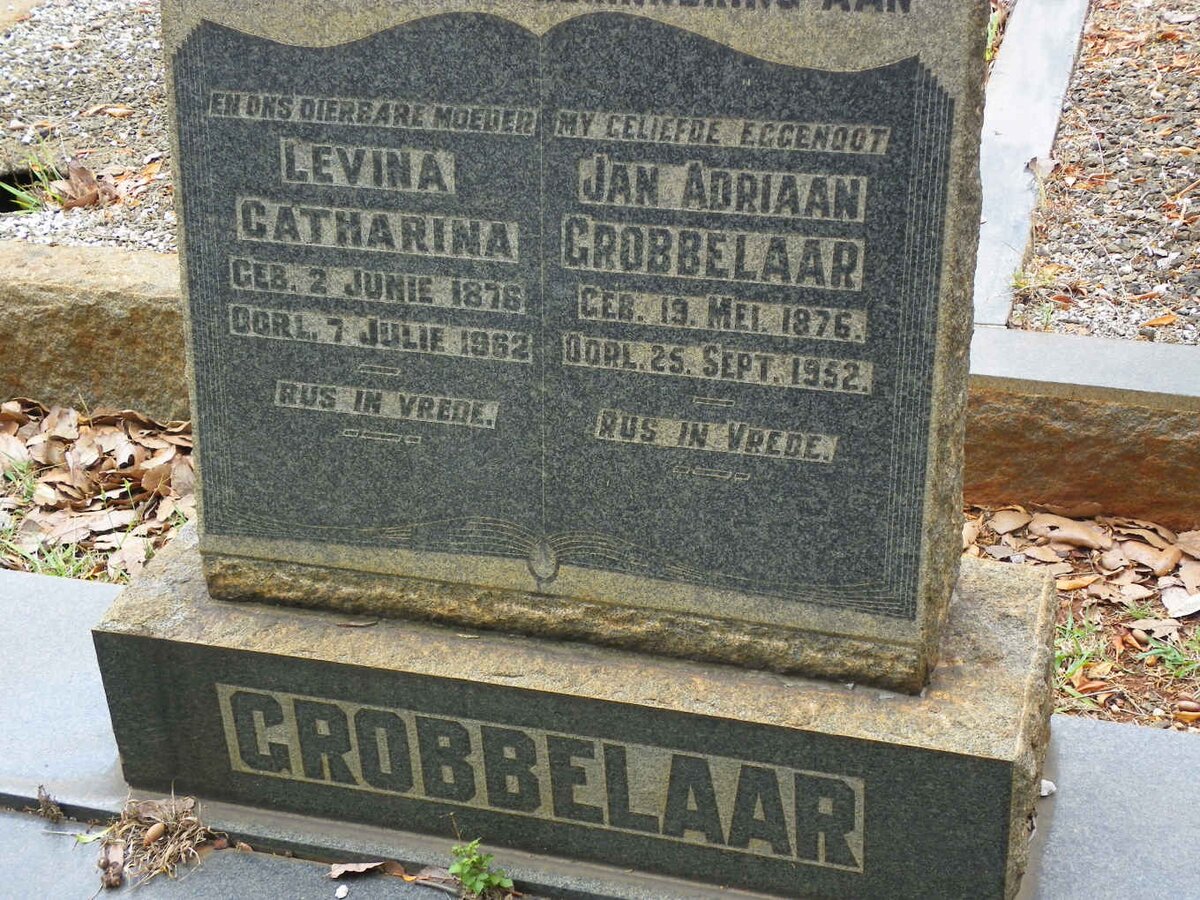 AAN
EN ONS DIERBARE MOEDER
LEVINA
CATHARINA
GEB. 2 JUNIE 1876
OORL. 7 JULIE 1962
RUS IN VREDE.
MY GELIEFDE EGGENOOT
JAN ADRIAAN
GROBBELAAR
GEB. 19. MEI. 1876.
OORL. 25. SEPT. 1952.
RUS IN VREDE.
GROBBELAAR